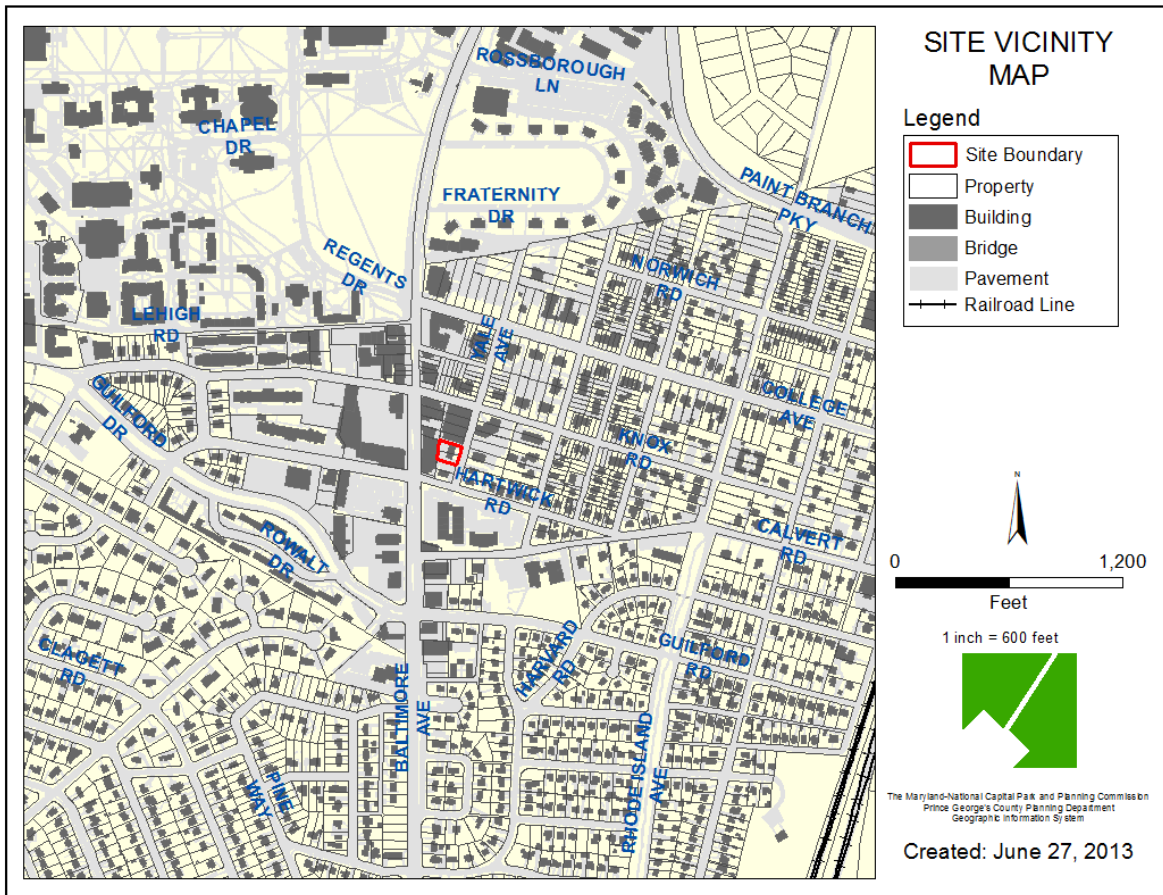 SITE VICINITY
MAP
Legend
Site Boundary
Property
Building
Bridge
Pavement
Railroad Line
ROSSBOROUGH
LN
CHAPEL
DR
FRATERNITY
DR
PAINT BRANCH
PKY
REGENTS
DR
NORWICH
RD
LEHIGH
RD
YALE
AVE
GUILFORD
DR
COLLEGE
AVE
KNOX
RD
HARTWICK
RD
ROWALT
DR
CALVERT
RD
CLAGETT
RD
HARVARD
RD
GUILFORD
RD
BALTIMORE
AVE
RHODE ISLAND
AVE
PINE
WAY
N
0 1,200
Feet
1 inch = 600 feet
The Maryland-National Capital Park and Planning Commission
Prince George's County Planning Department
Geographic Information System
Created: June 27, 2013